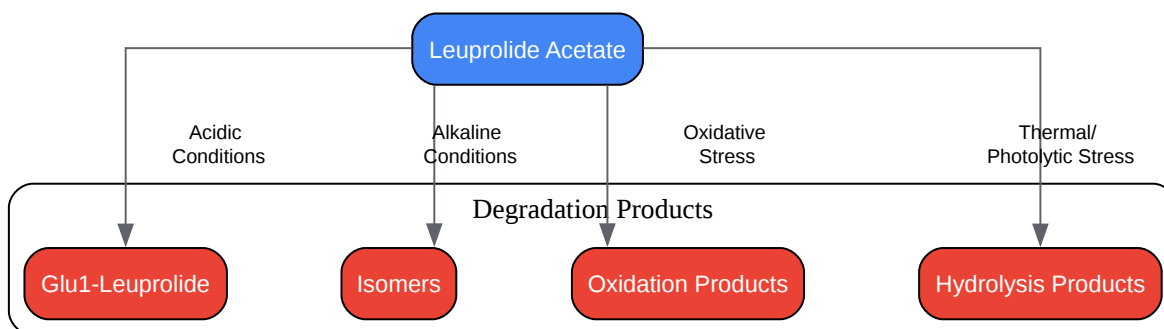 Leuprolide Acetate
Acidic
Conditions
Alkaline
Conditions
Oxidative
Stress
Thermal/
Photolytic Stress
Degradation Products
Glu1-Leuprolide
Isomers
Oxidation Products
Hydrolysis Products